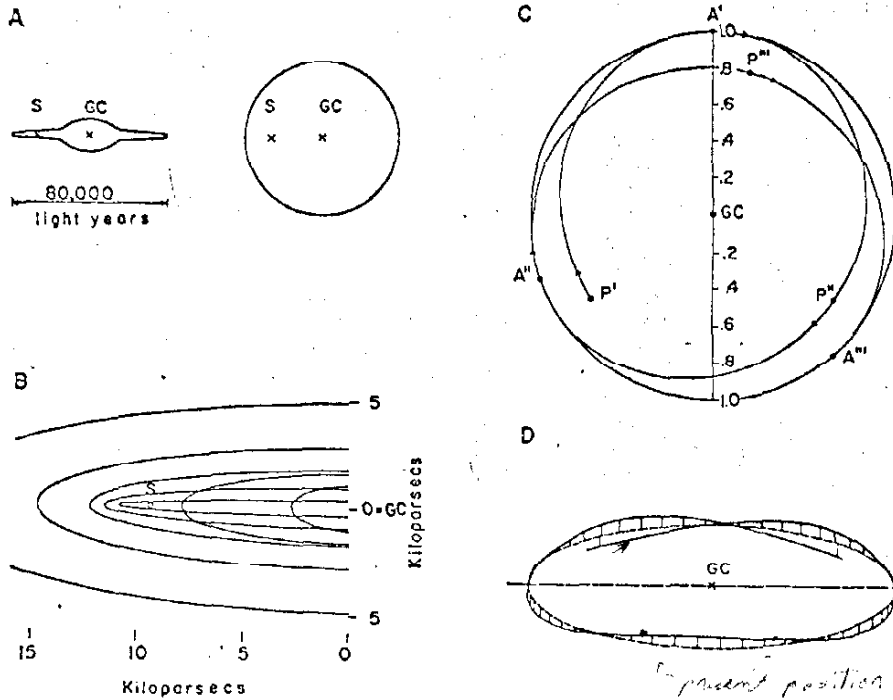 A
S GC
S GC
80,000
light years
B
5
S
0=GC
5
Kiloparsecs
15 10 5 0
Kiloparsecs
C
A'
1.0
P"'
.8
.6
.4
.2
GC
.2
A"
.4
P'
P"
.6
.8
A"'
1.0
D
GC
present position